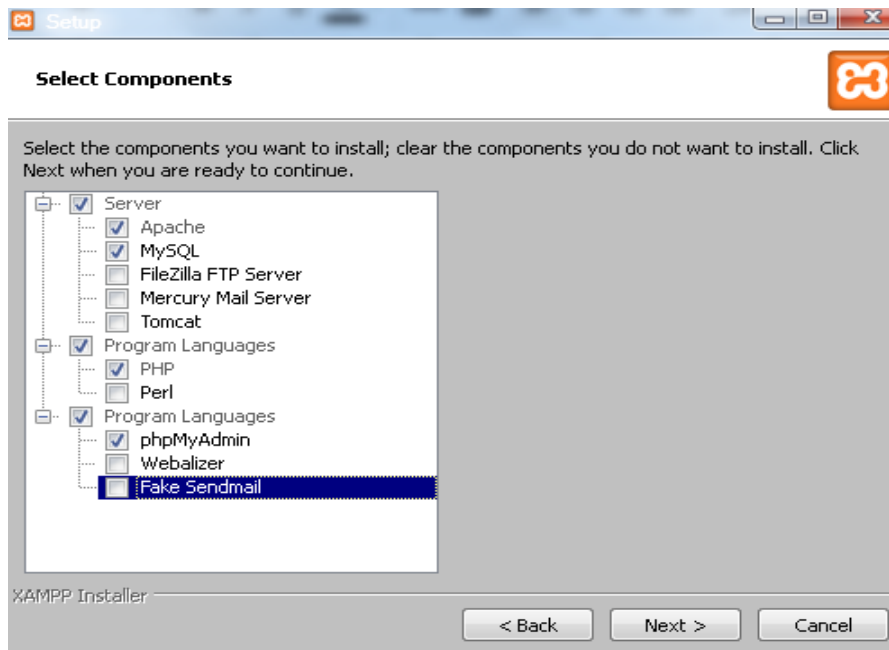 Setup
Select Components
Select the components you want to install; clear the components you do not want to install. Click
Next when you are ready to continue.
Server
Apache
MySQL
FileZilla FTP Server
Mercury Mail Server
Tomcat
Program Languages
PHP
Perl
Program Languages
phpMyAdmin
Webalizer
Fake Sendmail
XAMPP Installer
< Back
Next >
Cancel